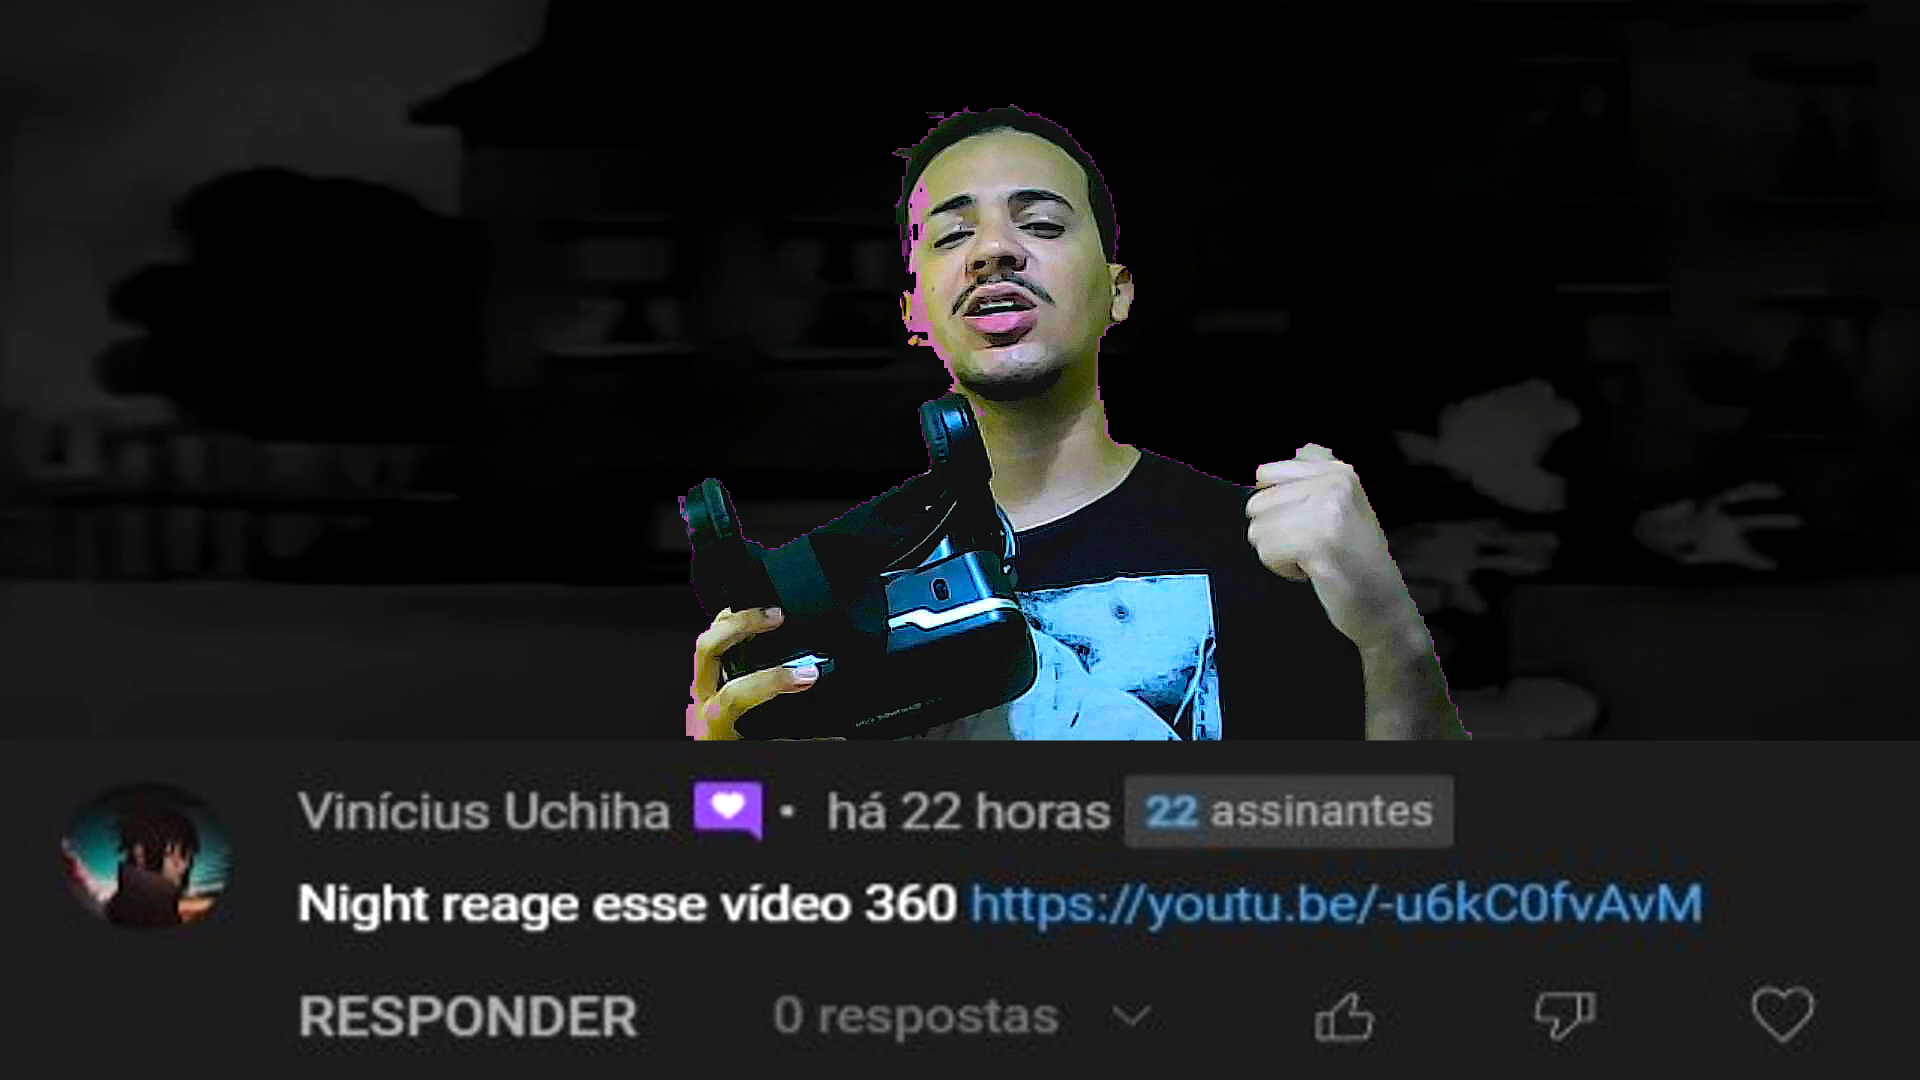 Vinícius Uchiha • há 22 horas 22 assinantes
Night reage esse vídeo 360 https://youtu.be/-u6kC0fvAvM
RESPONDER 0 respostas